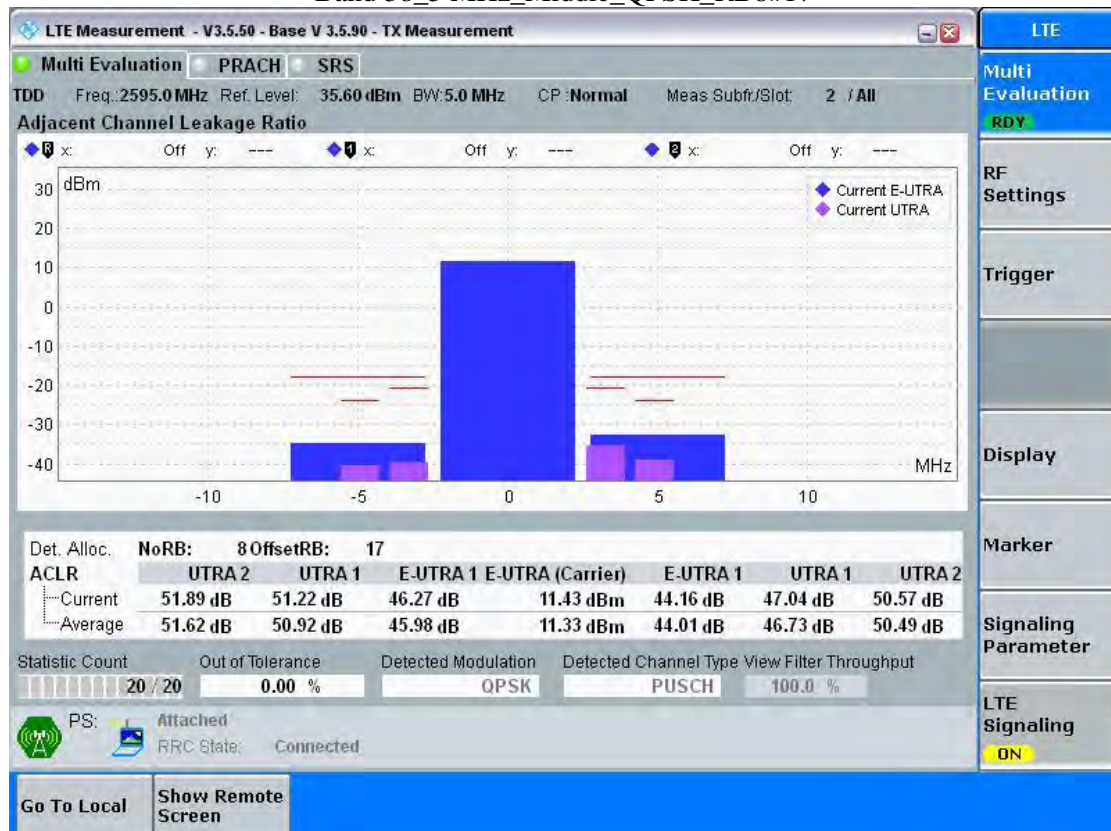 LTE Measurement - V3.5.50 - Base V 3.5.90 - TX Measurement
LTE
Multi Evaluation PRACH SRS
Multi
Evaluation
RDY
TDD Freq.:2595.0 MHz Ref. Level: 35.60 dBm BW:5.0 MHz CP :Normal Meas Subfr./Slot: 2 / All
Adjacent Channel Leakage Ratio
R x: Off y: --- 1 x: Off y: --- 2 x: Off y: ---
dBm
Current E-UTRA
Current UTRA
30
20
10
0
-10
-20
-30
-40
MHz
-10 -5 0 5 10
RF
Settings
Trigger
Display
Marker
Signaling
Parameter
LTE
Signaling
ON
Det. Alloc. NoRB: 8 OffsetRB: 17
ACLR UTRA 2 UTRA 1 E-UTRA 1 E-UTRA (Carrier) E-UTRA 1 UTRA 1 UTRA 2
Current 51.89 dB 51.22 dB 46.27 dB 11.43 dBm 44.16 dB 47.04 dB 50.57 dB
Average 51.62 dB 50.92 dB 45.98 dB 11.33 dBm 44.01 dB 46.73 dB 50.49 dB
Statistic Count Out of Tolerance Detected Modulation Detected Channel Type View Filter Throughput
20 / 20 0.00 % QPSK PUSCH 100.0 %
PS: Attached
RRC State: Connected
Go To Local
Show Remote
Screen